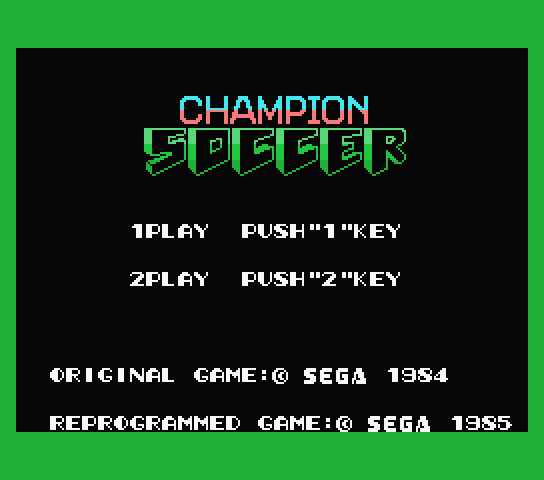 CHAMPION
SOCCER
1PLAY PUSH"1"KEY
2PLAY PUSH"2"KEY
ORIGINAL GAME:© SEGA 1984
REPROGRAMMED GAME:© SEGA 1985